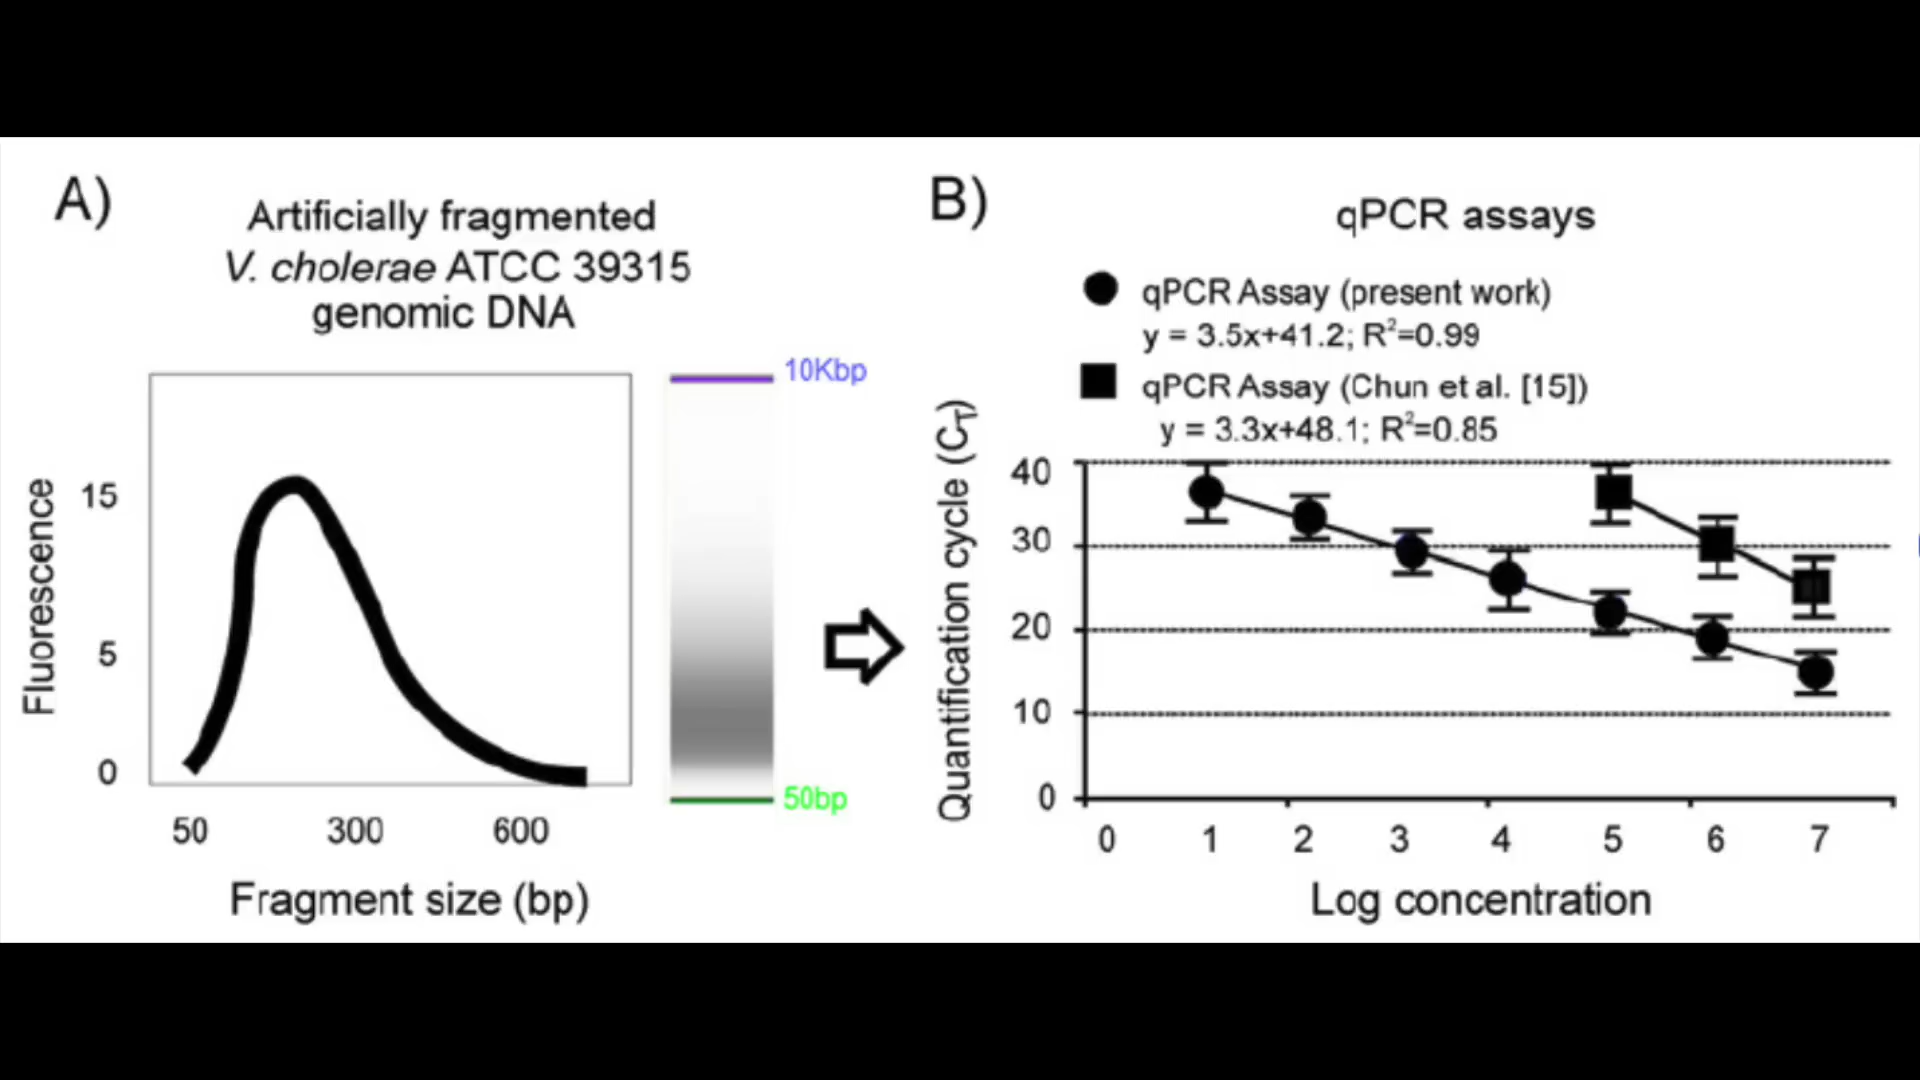 A)
Artificially fragmented
V. cholerae ATCC 39315
genomic DNA
Fluorescence
15
5
0
50 300 600
Fragment size (bp)
10Kbp
50bp
B)
qPCR assays
qPCR Assay (present work)
y = 3.5x+41.2; R²=0.99
qPCR Assay (Chun et al. [15])
y = 3.3x+48.1; R²=0.85
Quantification cycle (CT)
40
30
20
10
0
0 1 2 3 4 5 6 7
Log concentration